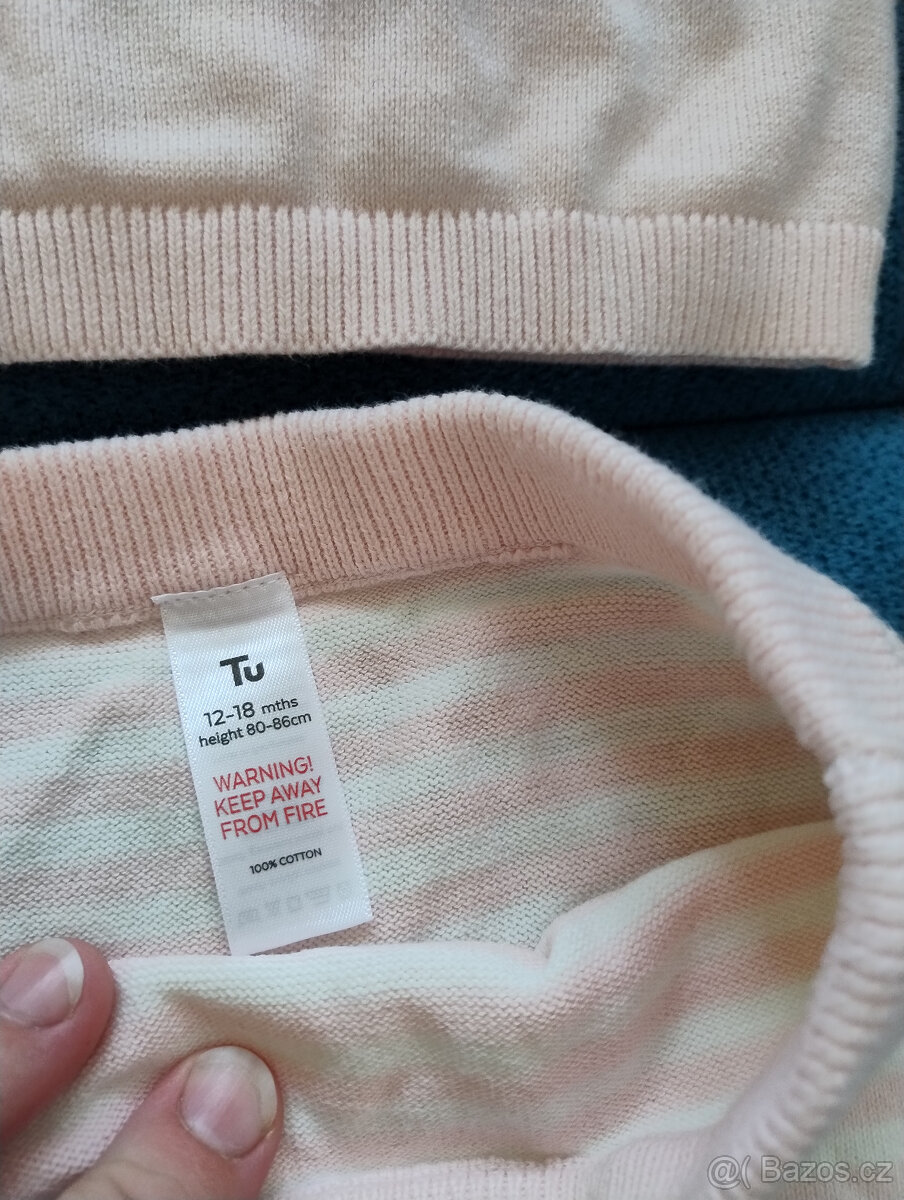 Tu
12-18 mths
height 80-86cm
WARNING!
KEEP AWAY
FROM FIRE
100% COTTON
@( Bazos.cz